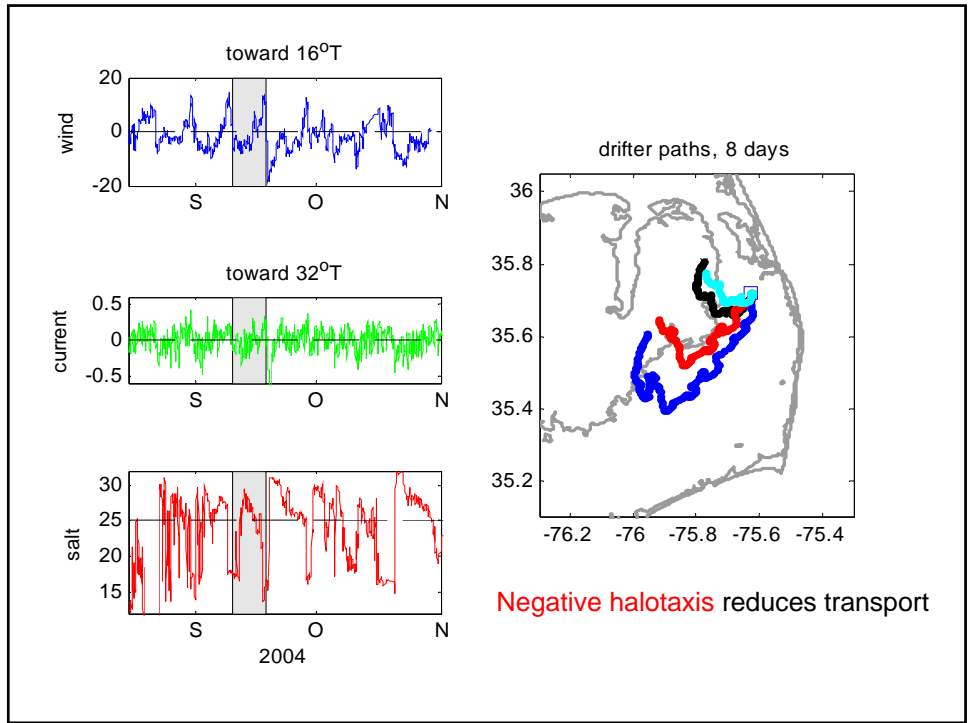 toward 16°T
20
0
-20
wind
S O N
toward 32°T
0.5
0
-0.5
current
S O N
30
25
20
15
salt
S O N
2004
drifter paths, 8 days
36
35.8
35.6
35.4
35.2
-76.2 -76 -75.8 -75.6 -75.4
Negative halotaxis reduces transport